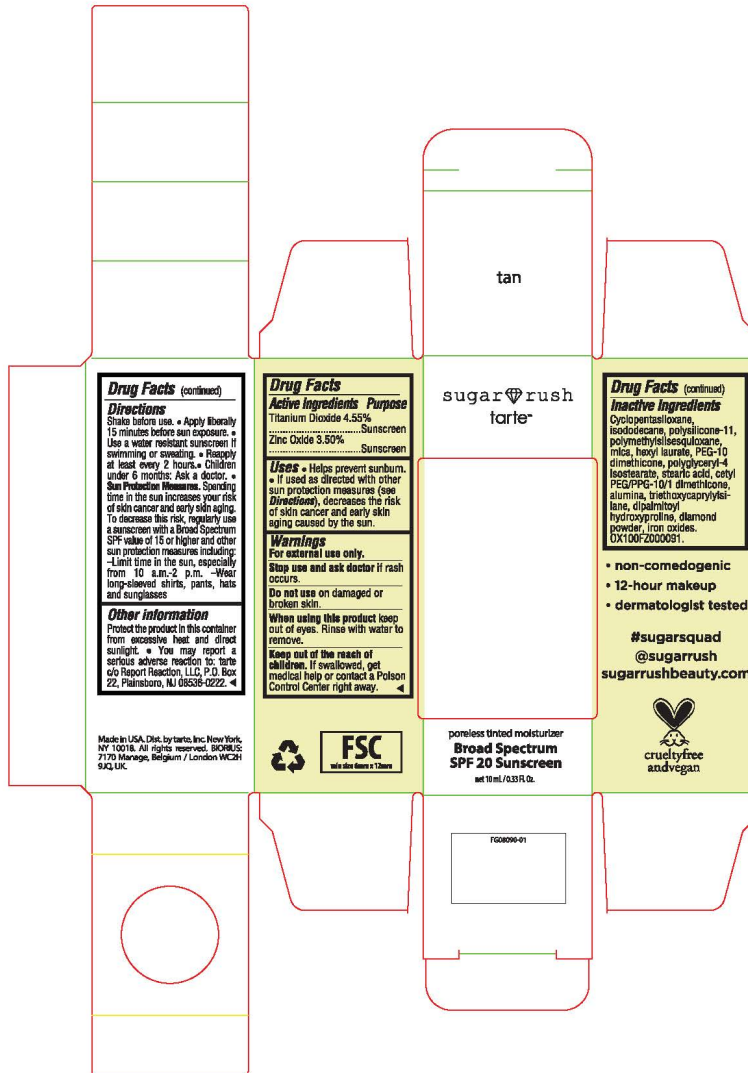 tan
sugar rush
tarte™
poreless tinted moisturizer
Broad Spectrum
SPF 20 Sunscreen
net 10 mL / 0.33 Fl. Oz.
FG08090-01
Drug Facts
Active Ingredients Purpose
Titanium Dioxide 4.55%
..............................Sunscreen
Zinc Oxide 3.50%
..............................Sunscreen
Uses • Helps prevent sunburn.
• If used as directed with other
sun protection measures (see
Directions), decreases the risk
of skin cancer and early skin
aging caused by the sun.
Warnings
For external use only.
Stop use and ask doctor if rash
occurs.
Do not use on damaged or
broken skin.
When using this product keep
out of eyes. Rinse with water to
remove.
Keep out of the reach of
children. If swallowed, get
medical help or contact a Poison
Control Center right away.
FSC
min size 6mm x 12mm
Drug Facts (continued)
Directions
Shake before use. • Apply liberally
15 minutes before sun exposure. •
Use a water resistant sunscreen if
swimming or sweating. • Reapply
at least every 2 hours.• Children
under 6 months: Ask a doctor. •
Sun Protection Measures. Spending
time in the sun increases your risk
of skin cancer and early skin aging.
To decrease this risk, regularly use
a sunscreen with a Broad Spectrum
SPF value of 15 or higher and other
sun protection measures including:
–Limit time in the sun, especially
from 10 a.m.-2 p.m. –Wear
long-sleeved shirts, pants, hats
and sunglasses
Other information
Protect the product in this container
from excessive heat and direct
sunlight. • You may report a
serious adverse reaction to: tarte
c/o Report Reaction, LLC, P.O. Box
22, Plainsboro, NJ 08536-0222.
Made in USA. Dist. by tarte, Inc. New York,
NY 10018. All rights reserved. BIORIUS:
7170 Manage, Belgium / London WC2H
9JQ, UK.
Drug Facts (continued)
Inactive Ingredients
Cyclopentasiloxane,
isododecane, polysilicone-11,
polymethylsilsesquioxane,
mica, hexyl laurate, PEG-10
dimethicone, polyglyceryl-4
isostearate, stearic acid, cetyl
PEG/PPG-10/1 dimethicone,
alumina, triethoxycaprylylsi-
lane, dipalmitoyl
hydroxyproline, diamond
powder, iron oxides.
OX100FZ000091.
• non-comedogenic
• 12-hour makeup
• dermatologist tested
#sugarsquad
@sugarrush
sugarrushbeauty.com
crueltyfree
andvegan